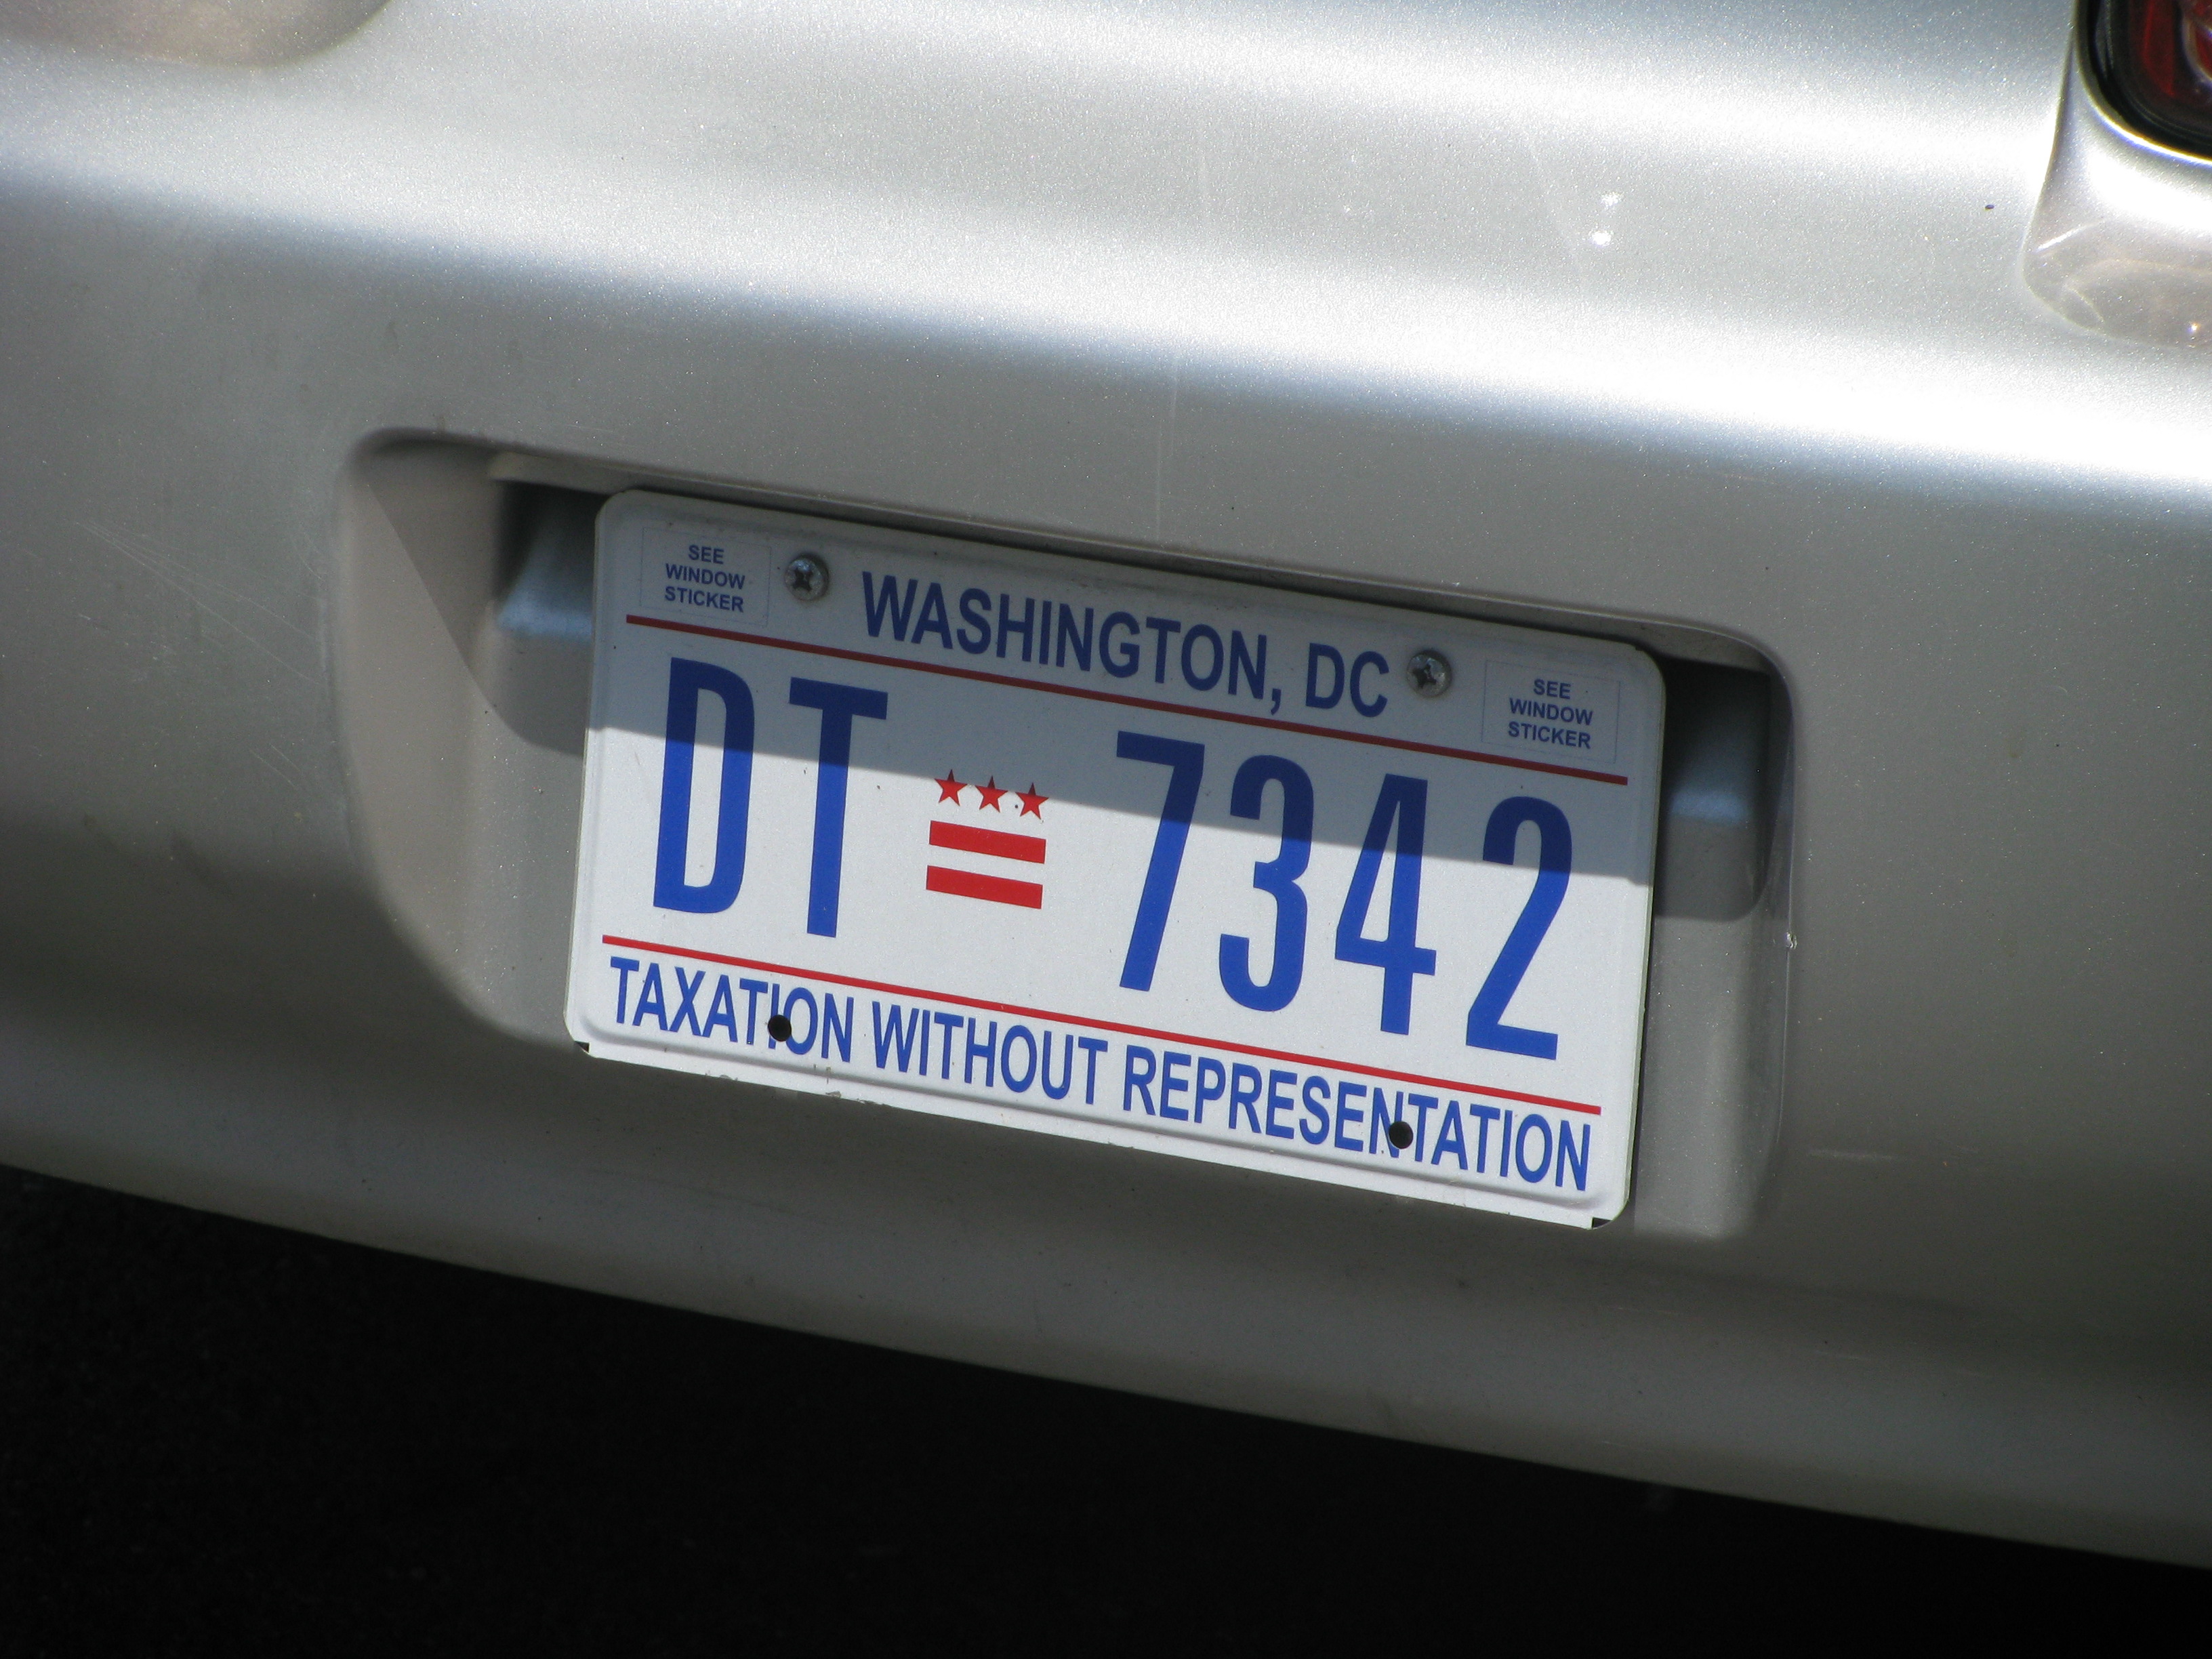 SEE
WINDOW
STICKER
WASHINGTON, DC
SEE
WINDOW
STICKER
DT 7342
TAXATION WITHOUT REPRESENTATION